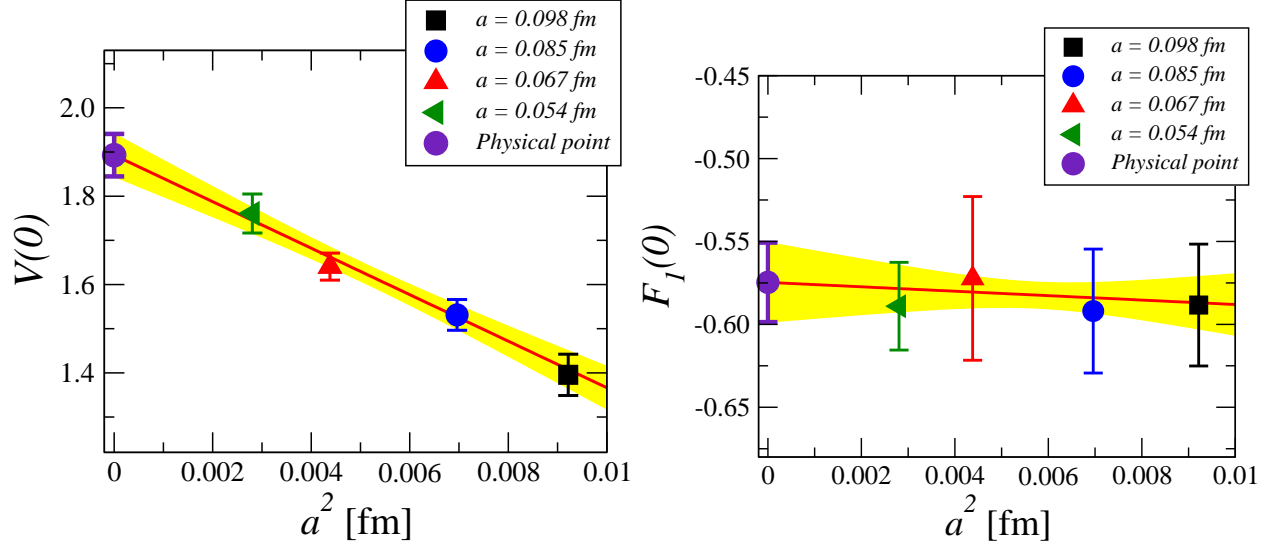 a = 0.098 fm
a = 0.085 fm
a = 0.067 fm
a = 0.054 fm
Physical point
V(0)
2.0
1.8
1.6
1.4
0
0.002
0.004
0.006
0.008
0.01
a² [fm]
a = 0.098 fm
a = 0.085 fm
a = 0.067 fm
a = 0.054 fm
Physical point
F₁(0)
-0.45
-0.50
-0.55
-0.60
-0.65
0
0.002
0.004
0.006
0.008
0.01
a² [fm]